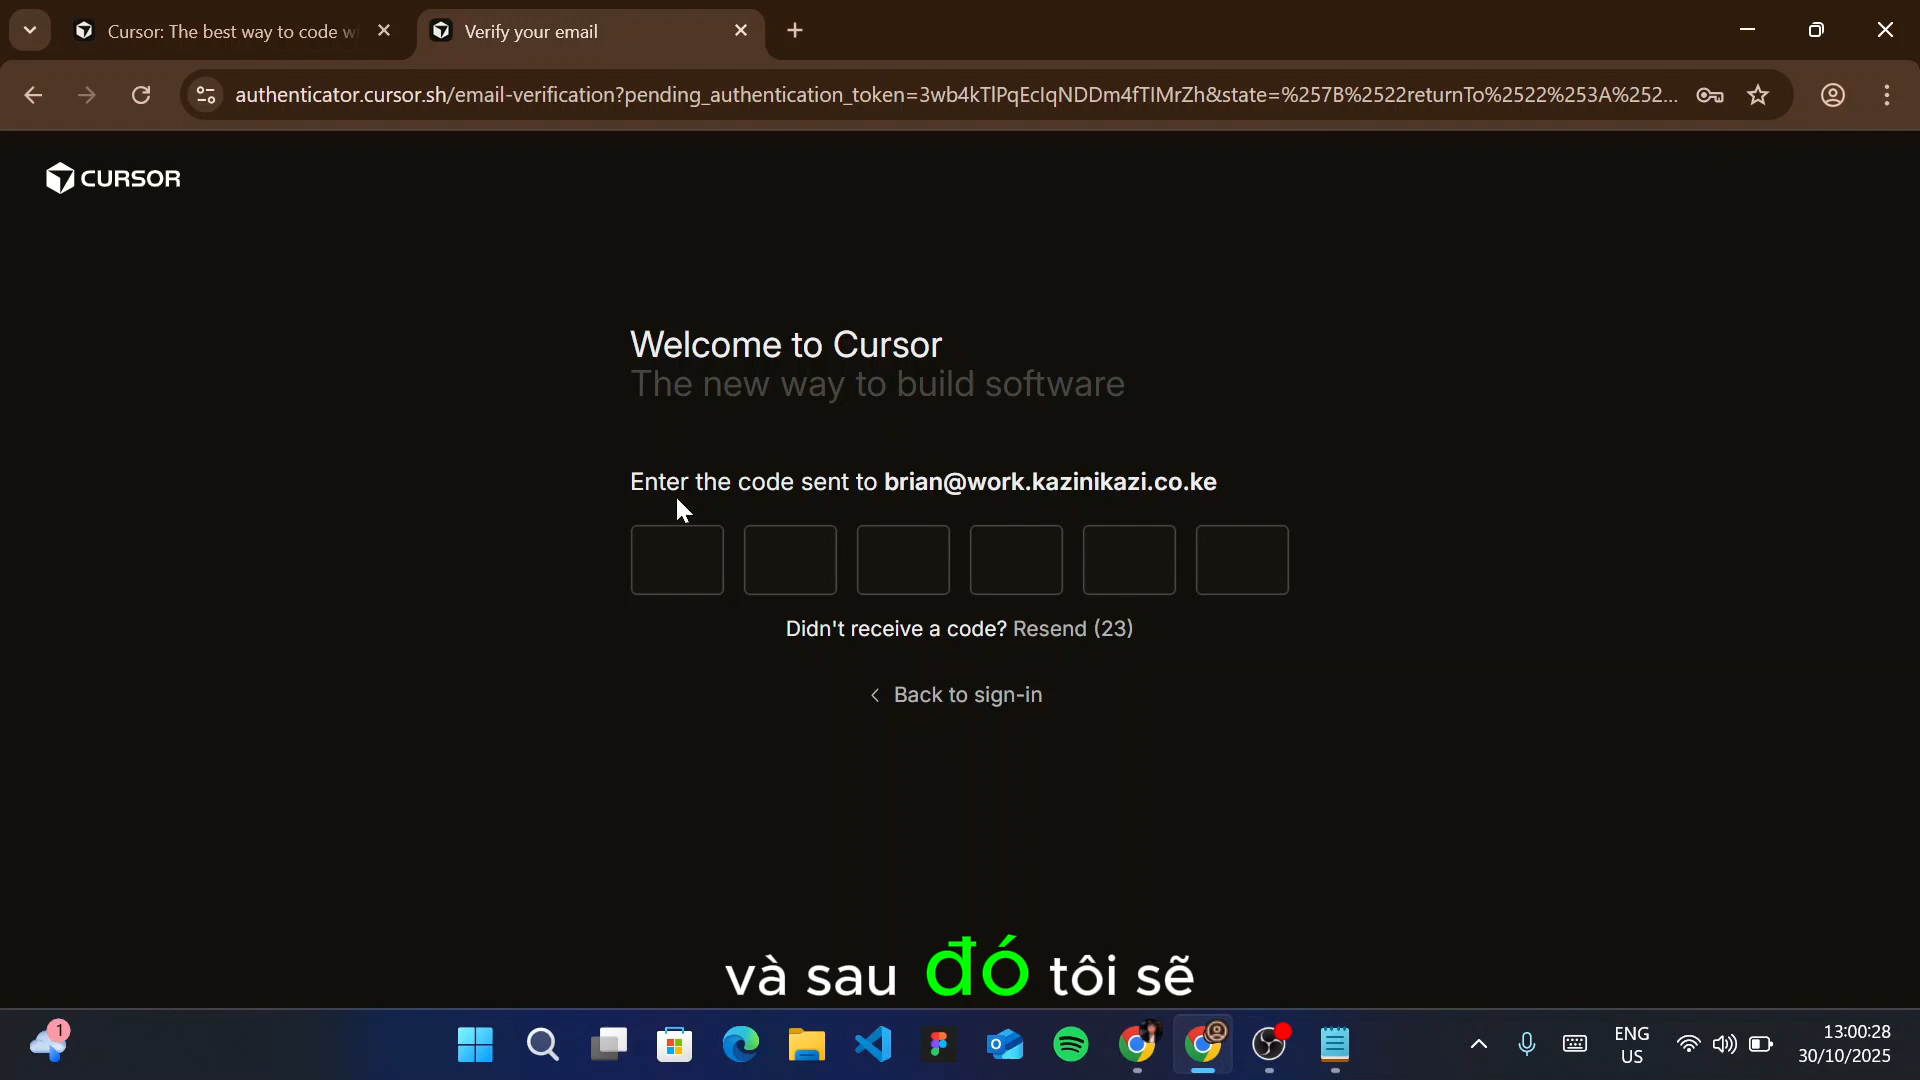 Cursor: The best way to code w
Verify your email
authenticator.cursor.sh/email-verification?pending_authentication_token=3wb4kTlPqEclqNDDm4fTIMrZh&state=%257B%2522returnTo%2522%253A%252...
CURSOR
Welcome to Cursor
The new way to build software
Enter the code sent to brian@work.kazinikazi.co.ke
Didn't receive a code? Resend (23)
Back to sign-in
và sau đó tôi sẽ
1
ENG
US
13:00:28
30/10/2025